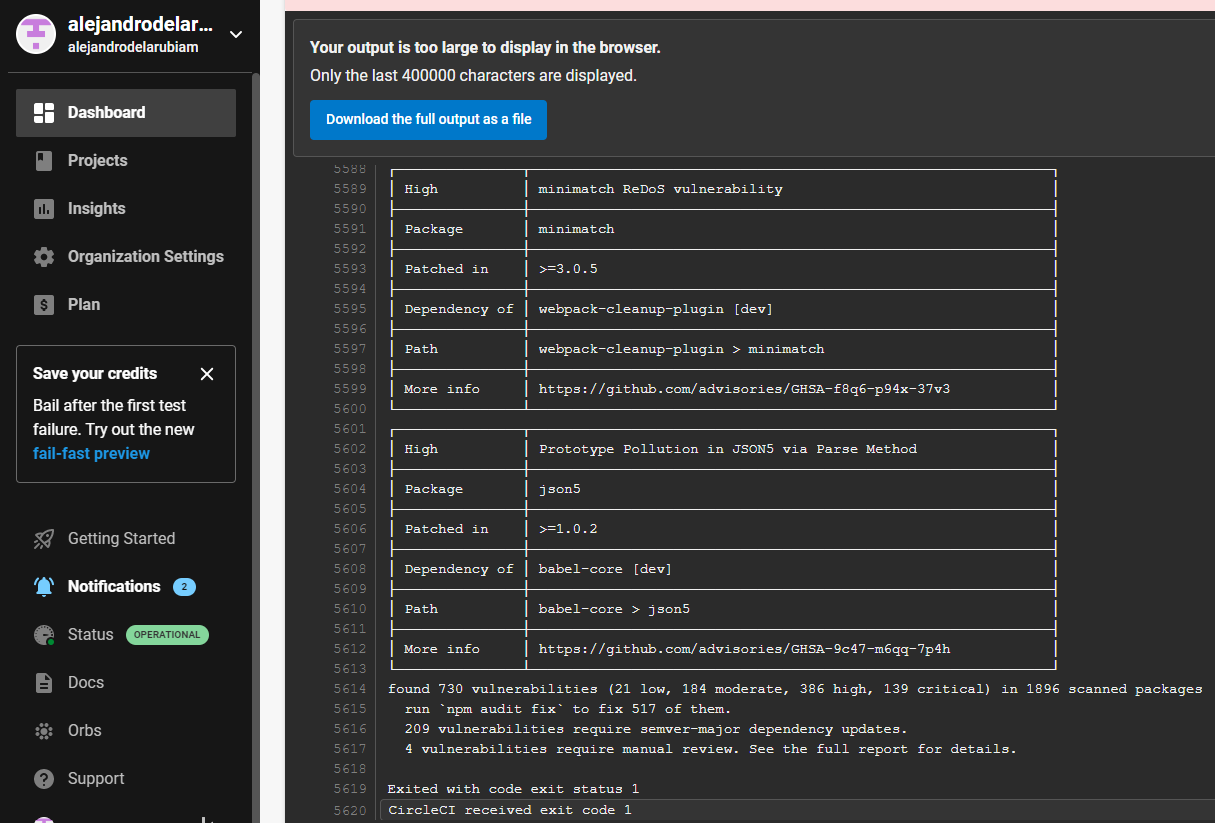 alejandrodelar...
alejandrodelarubiam
Dashboard
Projects
Insights
Organization Settings
Plan
Save your credits
Bail after the first test
failure. Try out the new
fail-fast preview
Getting Started
Notifications 2
Status OPERATIONAL
Docs
Orbs
Support
Your output is too large to display in the browser.
Only the last 400000 characters are displayed.
Download the full output as a file
5588
5589 High minimatch ReDoS vulnerability
5590
5591 Package minimatch
5592
5593 Patched in >=3.0.5
5594
5595 Dependency of webpack-cleanup-plugin [dev]
5596
5597 Path webpack-cleanup-plugin > minimatch
5598
5599 More info https://github.com/advisories/GHSA-f8q6-p94x-37v3
5600
5601
5602 High Prototype Pollution in JSON5 via Parse Method
5603
5604 Package json5
5605
5606 Patched in >=1.0.2
5607
5608 Dependency of babel-core [dev]
5609
5610 Path babel-core > json5
5611
5612 More info https://github.com/advisories/GHSA-9c47-m6qq-7p4h
5613
5614 found 730 vulnerabilities (21 low, 184 moderate, 386 high, 139 critical) in 1896 scanned packages
5615 run `npm audit fix` to fix 517 of them.
5616 209 vulnerabilities require semver-major dependency updates.
5617 4 vulnerabilities require manual review. See the full report for details.
5618
5619 Exited with code exit status 1
5620 CircleCI received exit code 1